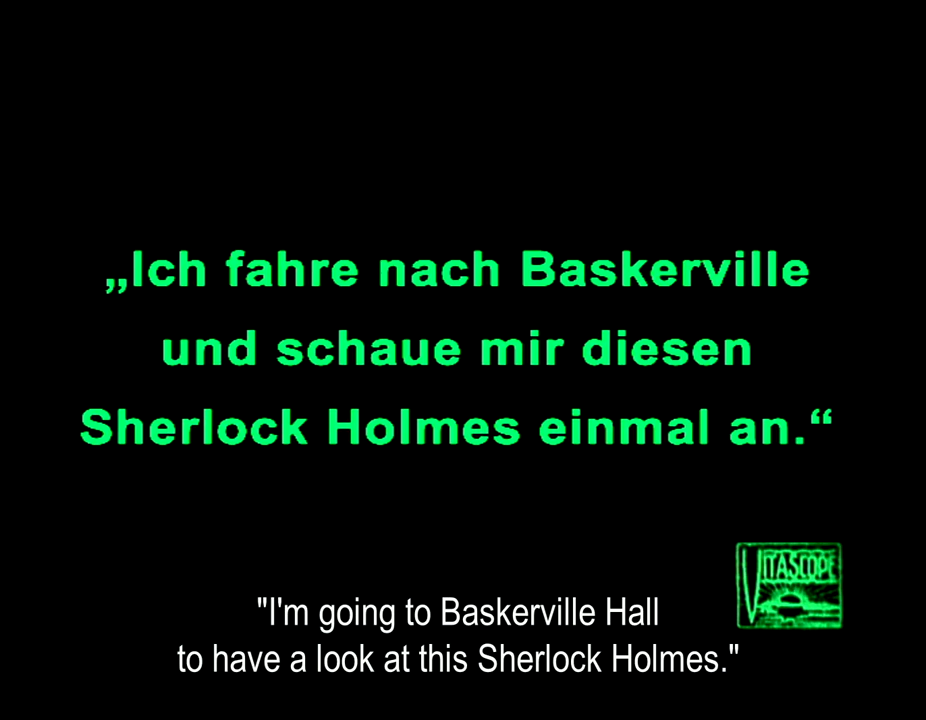 „Ich fahre nach Baskerville
und schaue mir diesen
Sherlock Holmes einmal an.“
VITASCOPE
"I'm going to Baskerville Hall
to have a look at this Sherlock Holmes."